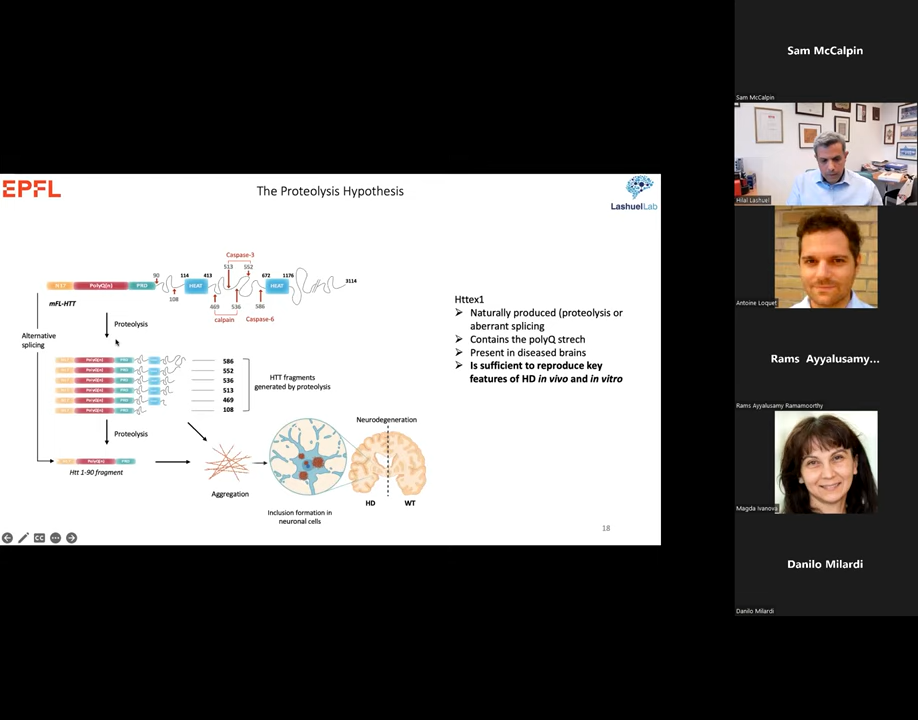 EPFL
The Proteolysis Hypothesis
LashuelLab
Caspase-3
513
552
90
114
413
672
1176
3114
N17
PolyQ(n)
PRD
HEAT
HEAT
108
469
536
586
calpain
Caspase-6
mFL-HTT
Alternative
splicing
Proteolysis
586
552
536
513
469
108
HTT fragments
generated by proteolysis
Proteolysis
PolyQ(n)
PRD
Htt 1-90 fragment
Aggregation
Inclusion formation in
neuronal cells
Neurodegeneration
HD
WT
Httex1
➢ Naturally produced (proteolysis or
aberrant splicing
➢ Contains the polyQ strech
➢ Present in diseased brains
➢ Is sufficient to reproduce key
features of HD in vivo and in vitro
18
Sam McCalpin
Sam McCalpin
Hilal Lashuel
Antoine Loquet
Rams Ayyalusamy...
Rams Ayyalusamy Ramamoorthy
Magda Ivanova
Danilo Milardi
Danilo Milardi